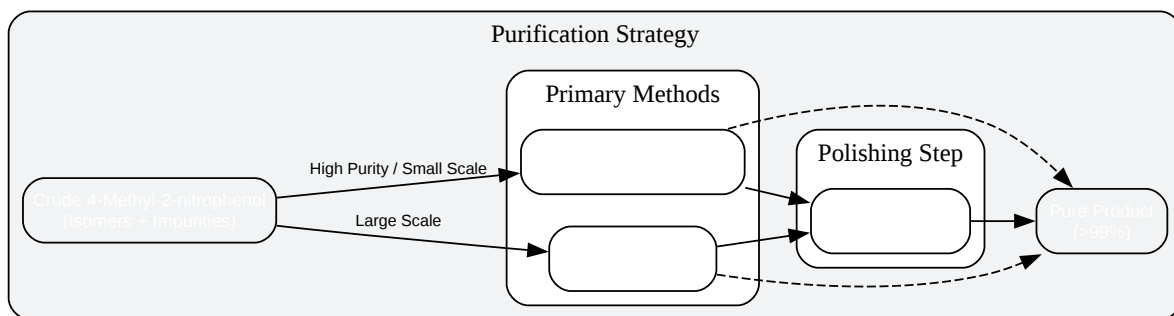 Purification Strategy
Primary Methods
High Purity / Small Scale
Polishing Step
Crude 4-Methyl-2-nitrophenol
(Isomers + Impurities)
Large Scale
Pure Product
(>99%)